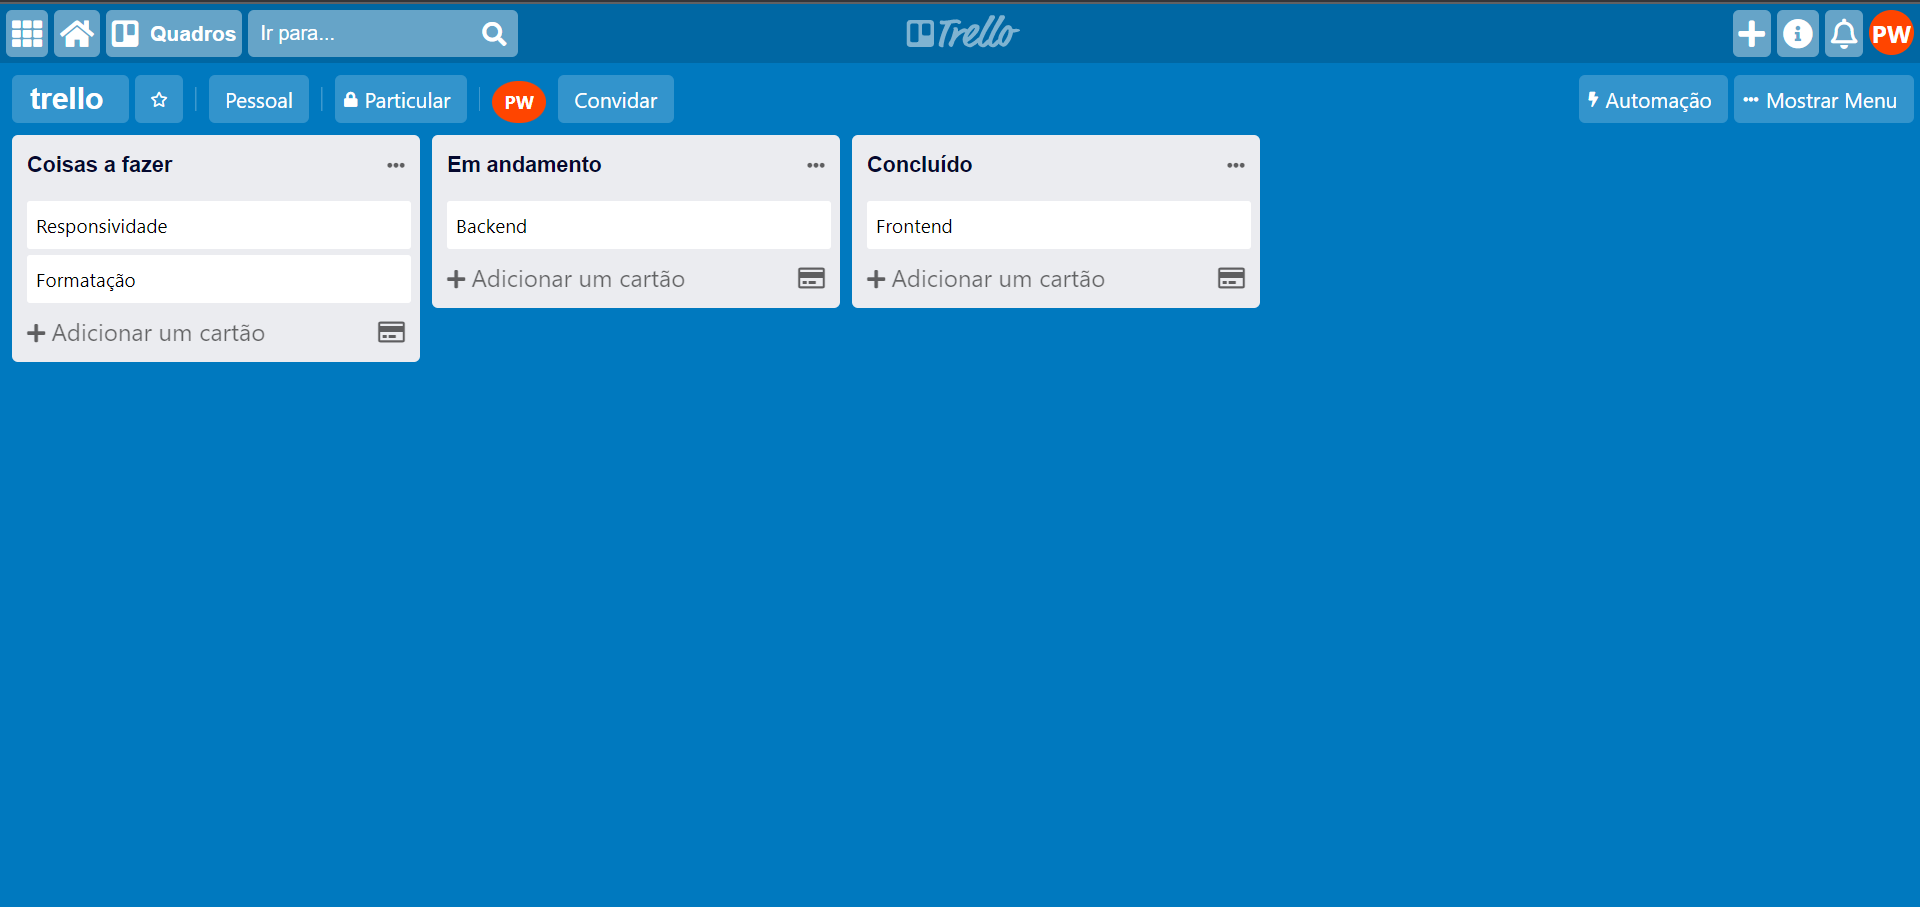 Quadros
Ir para...
Trello
PW
trello
Pessoal
Particular
PW
Convidar
Automação
Mostrar Menu
Coisas a fazer
Responsividade
Formatação
Adicionar um cartão
Em andamento
Backend
Adicionar um cartão
Concluído
Frontend
Adicionar um cartão